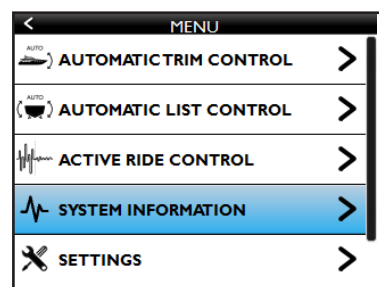 MENU
AUTO
AUTOMATIC TRIM CONTROL
AUTO
AUTOMATIC LIST CONTROL
ACTIVE RIDE CONTROL
SYSTEM INFORMATION
SETTINGS